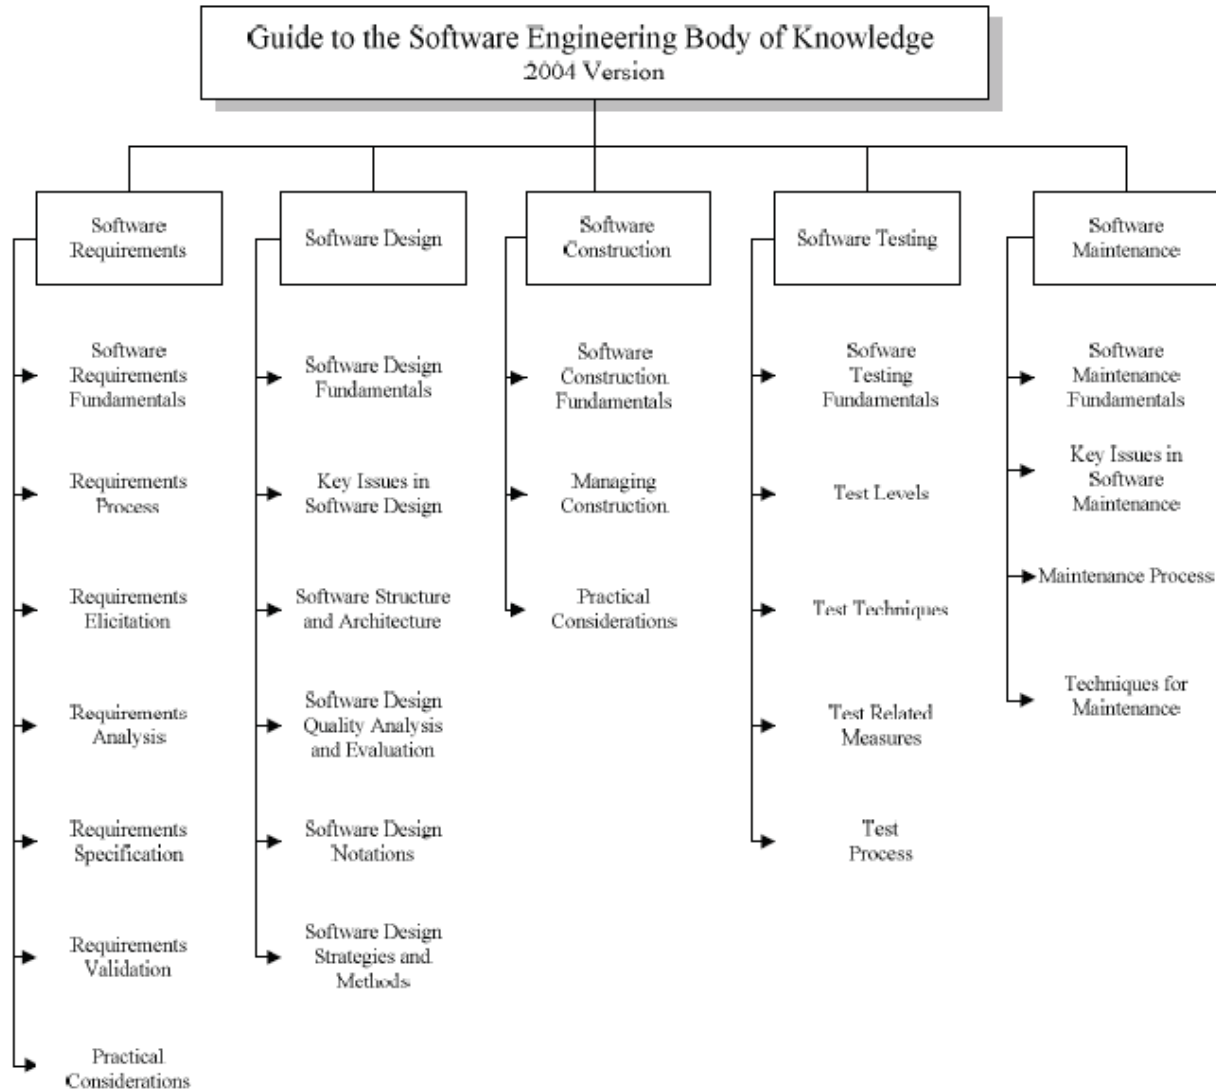 Guide to the Software Engineering Body of Knowledge
2004 Version
Software
Requirements
Software
Requirements
Fundamentals
Requirements
Process
Requirements
Elicitation
Requirements
Analysis
Requirements
Specification
Requirements
Validation
Practical
Considerations
Software Design
Software Design
Fundamentals
Key Issues in
Software Design
Software Structure
and Architecture
Software Design
Quality Analysis
and Evaluation
Software Design
Notations
Software Design
Strategies and
Methods
Software
Construction
Software
Construction
Fundamentals
Managing
Construction
Practical
Considerations
Software Testing
Sofware
Testing
Fundamentals
Test Levels
Test Techniques
Test Related
Measures
Test
Process
Software
Maintenance
Software
Maintenance
Fundamentals
Key Issues in
Software
Maintenance
Maintenance Process
Techniques for
Maintenance